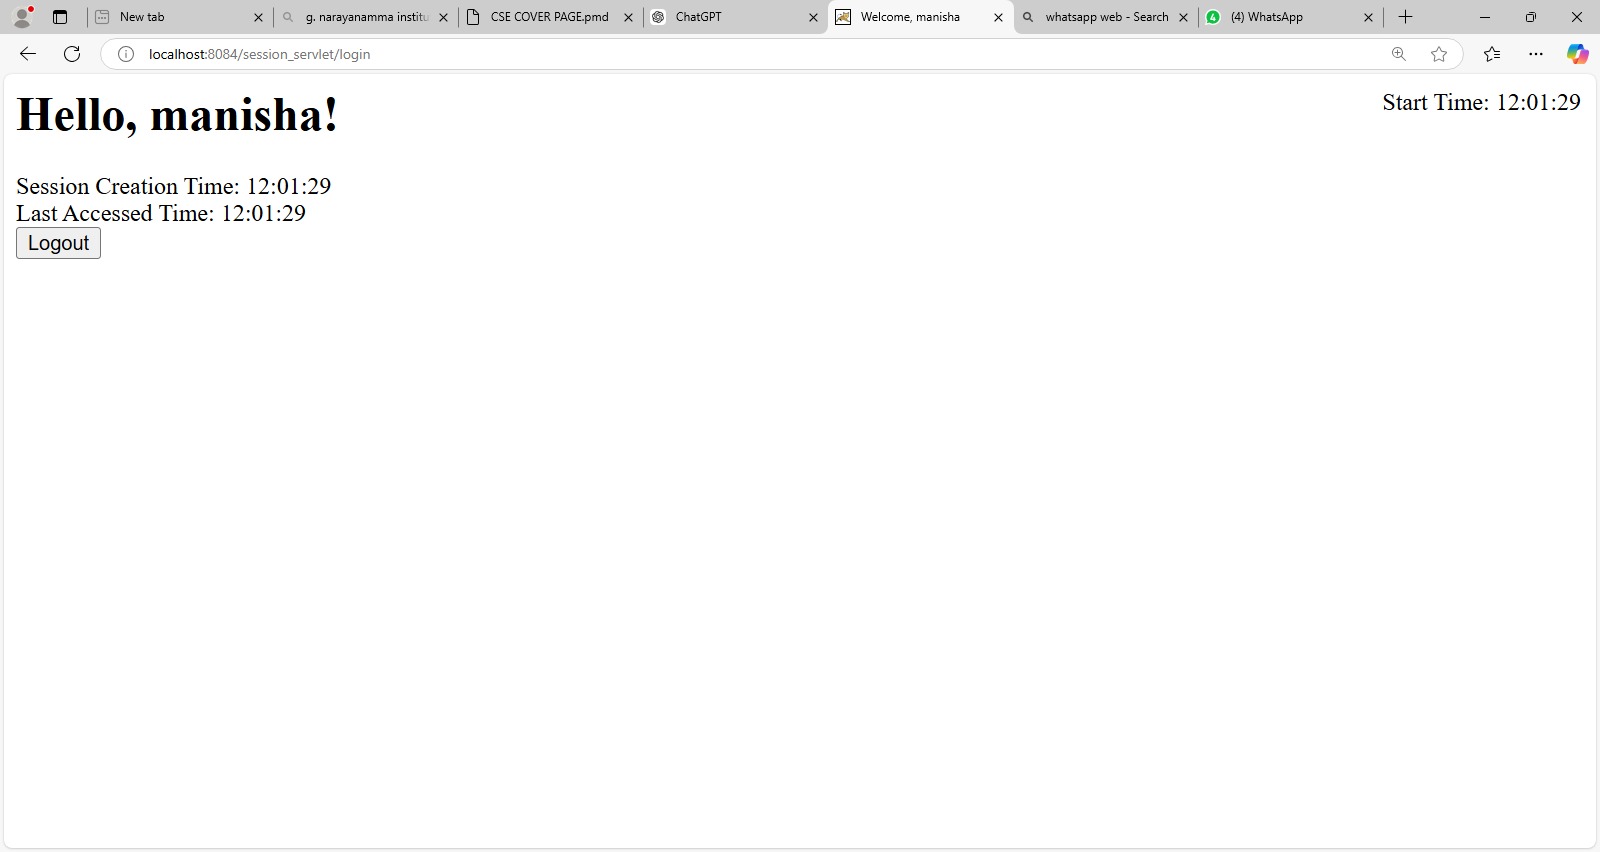 New tab
g. narayanamma institu
CSE COVER PAGE.pmd
ChatGPT
Welcome, manisha
whatsapp web - Search
4
(4) WhatsApp
localhost:8084/session_servlet/login
Hello, manisha!
Start Time: 12:01:29
Session Creation Time: 12:01:29
Last Accessed Time: 12:01:29
Logout